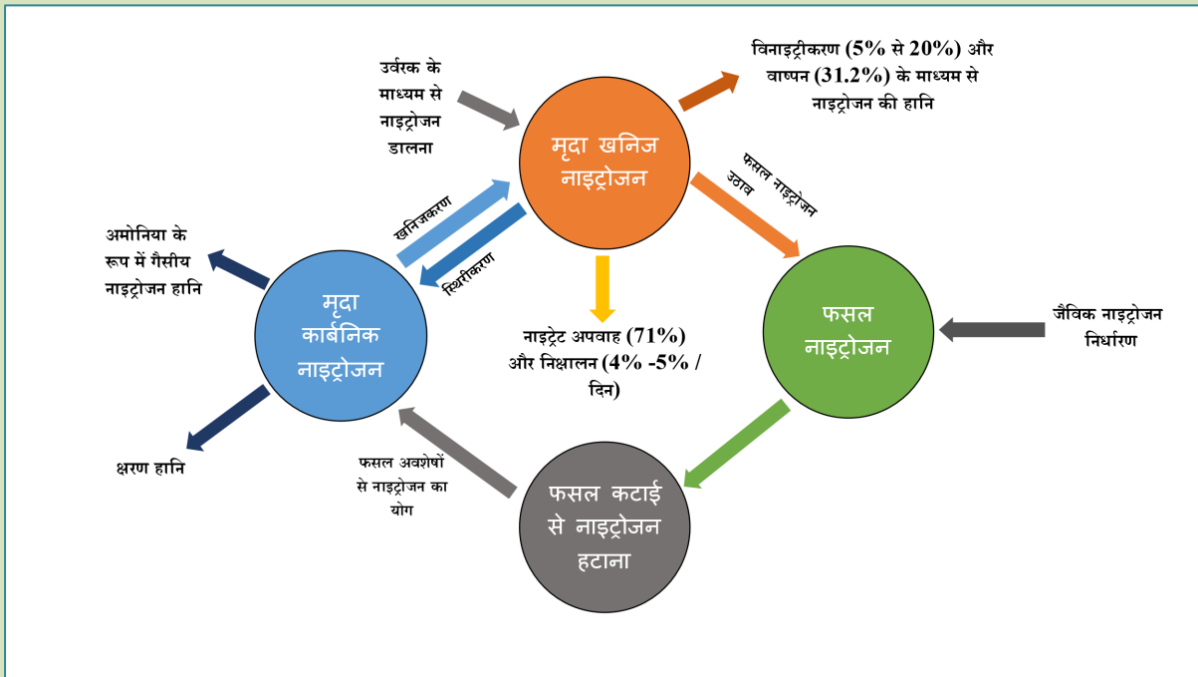 उर्वरक के
माध्यम से
नाइट्रोजन
डालना
विनाइट्रीकरण (5% से 20%) और
वाष्पन (31.2%) के माध्यम से
नाइट्रोजन की हानि
मृदा खनिज
नाइट्रोजन
फसल नाइट्रोजन
उठाव
खनिजकरण
स्थिरीकरण
अमोनिया के
रूप में गैसीय
नाइट्रोजन हानि
मृदा
कार्बनिक
नाइट्रोजन
नाइट्रेट अपवाह (71%)
और निक्षालन (4% -5% /
दिन)
फसल
नाइट्रोजन
जैविक नाइट्रोजन
निर्धारण
क्षरण हानि
फसल अवशेषों
से नाइट्रोजन का
योग
फसल कटाई
से नाइट्रोजन
हटाना